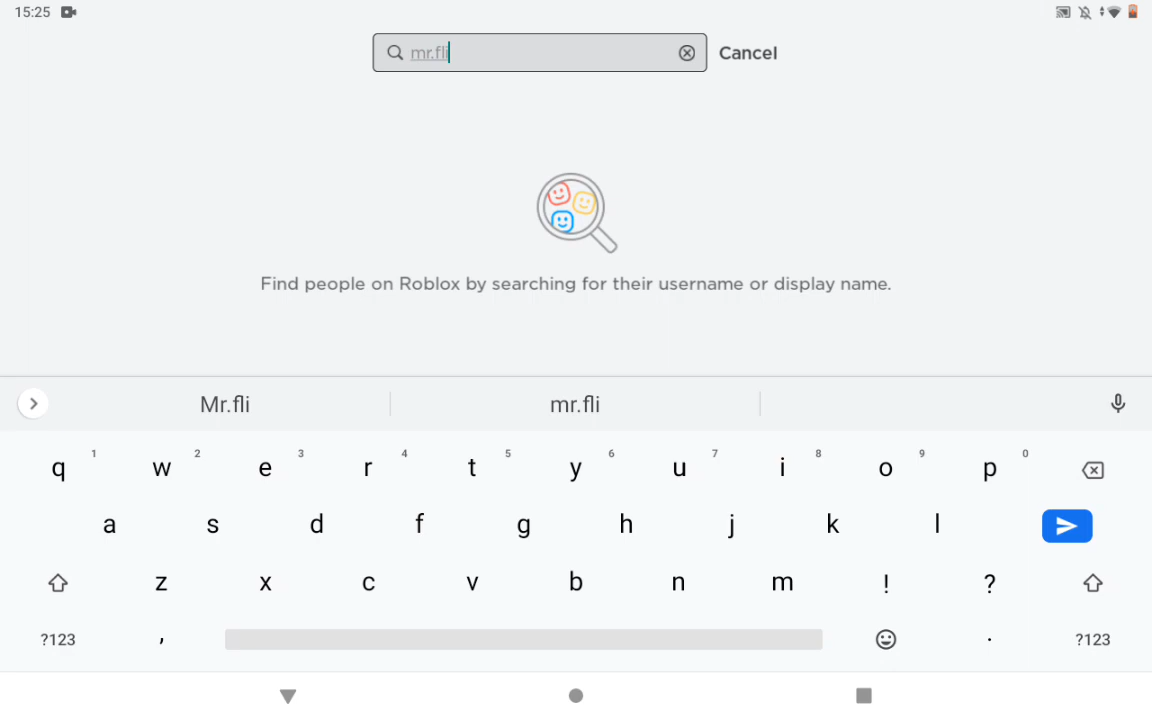 15:25
mr.fli Cancel
Find people on Roblox by searching for their username or display name.
Mr.fli mr.fli
1 2 3 4 5 6 7 8 9 0
q w e r t y u i o p
a s d f g h j k l
z x c v b n m ! ?
?123 , . ?123